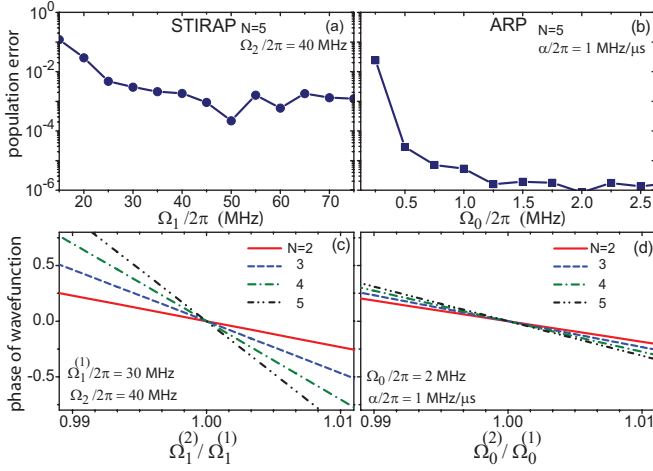 STIRAP N=5 (a)
Ω₂/2π = 40 MHz
ARP N=5 (b)
α/2π = 1 MHz/μs
population error
10⁰
10⁻²
10⁻⁴
10⁻⁶
20 30 40 50 60 70
Ω₁/2π (MHz)
0.5 1.0 1.5 2.0 2.5
Ω₀/2π (MHz)
phase of wavefunction
0.5
0.0
-0.5
(c)
N=2
3
4
5
Ω₁⁽¹⁾/2π = 30 MHz
Ω₂/2π = 40 MHz
0.99 1.00 1.01
Ω₁⁽²⁾/Ω₁⁽¹⁾
(d)
N=2
3
4
5
Ω₀/2π = 2 MHz
α/2π = 1 MHz/μs
0.99 1.00 1.01
Ω₀⁽²⁾/Ω₀⁽¹⁾